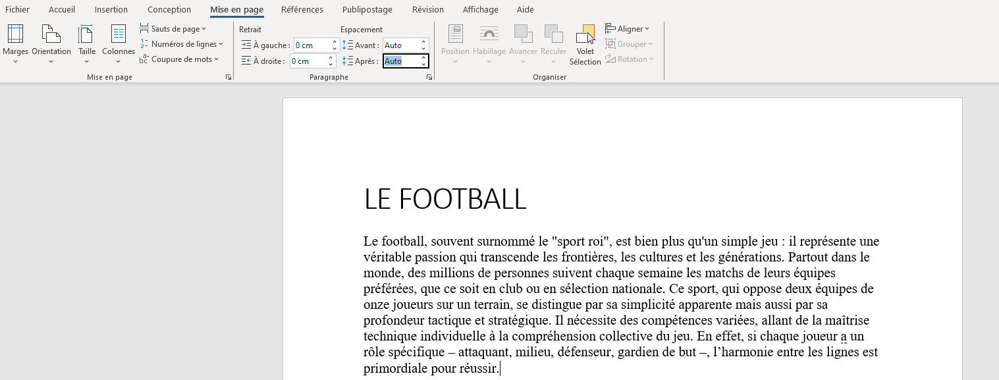 Fichier Accueil Insertion Conception Mise en page Références Publipostage Révision Affichage Aide
Marges Orientation Taille Colonnes
Sauts de page
Numéros de lignes
Coupure de mots
Mise en page
Retrait
À gauche : 0 cm
À droite : 0 cm
Espacement
Avant : Auto
Après : Auto
Paragraphe
Position Habillage Avancer Reculer Volet Sélection
Aligner
Grouper
Rotation
Organiser
LE FOOTBALL
Le football, souvent surnommé le "sport roi", est bien plus qu'un simple jeu : il représente une
véritable passion qui transcende les frontières, les cultures et les générations. Partout dans le
monde, des millions de personnes suivent chaque semaine les matchs de leurs équipes
préférées, que ce soit en club ou en sélection nationale. Ce sport, qui oppose deux équipes de
onze joueurs sur un terrain, se distingue par sa simplicité apparente mais aussi par sa
profondeur tactique et stratégique. Il nécessite des compétences variées, allant de la maîtrise
technique individuelle à la compréhension collective du jeu. En effet, si chaque joueur a un
rôle spécifique – attaquant, milieu, défenseur, gardien de but –, l’harmonie entre les lignes est
primordiale pour réussir.